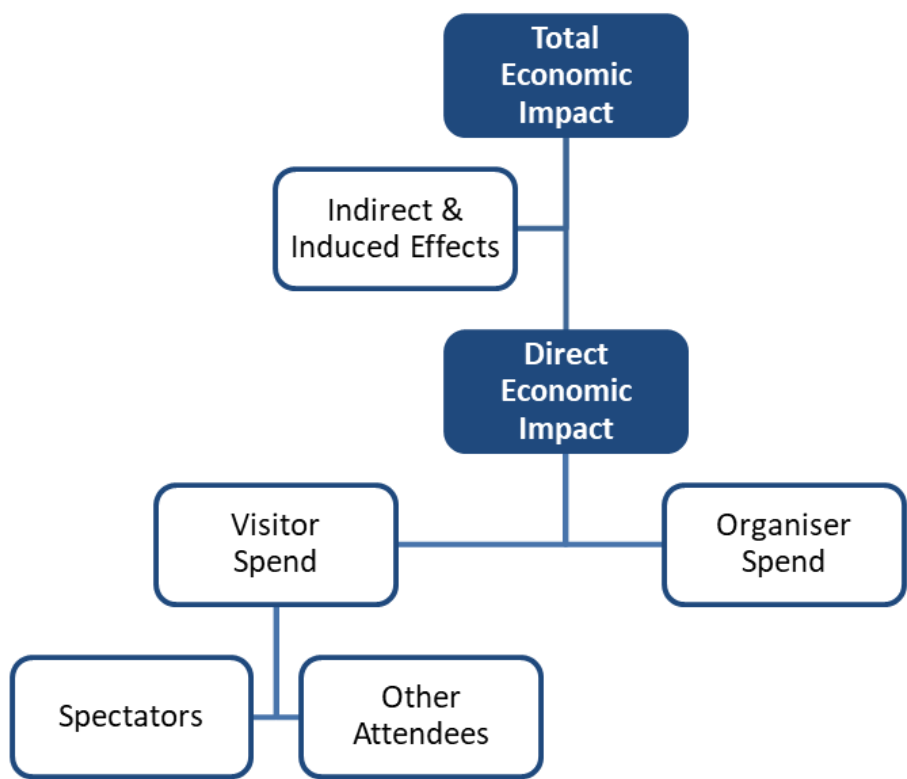 Total
Economic
Impact
Indirect &
Induced Effects
Direct
Economic
Impact
Visitor
Spend
Organiser
Spend
Spectators
Other
Attendees